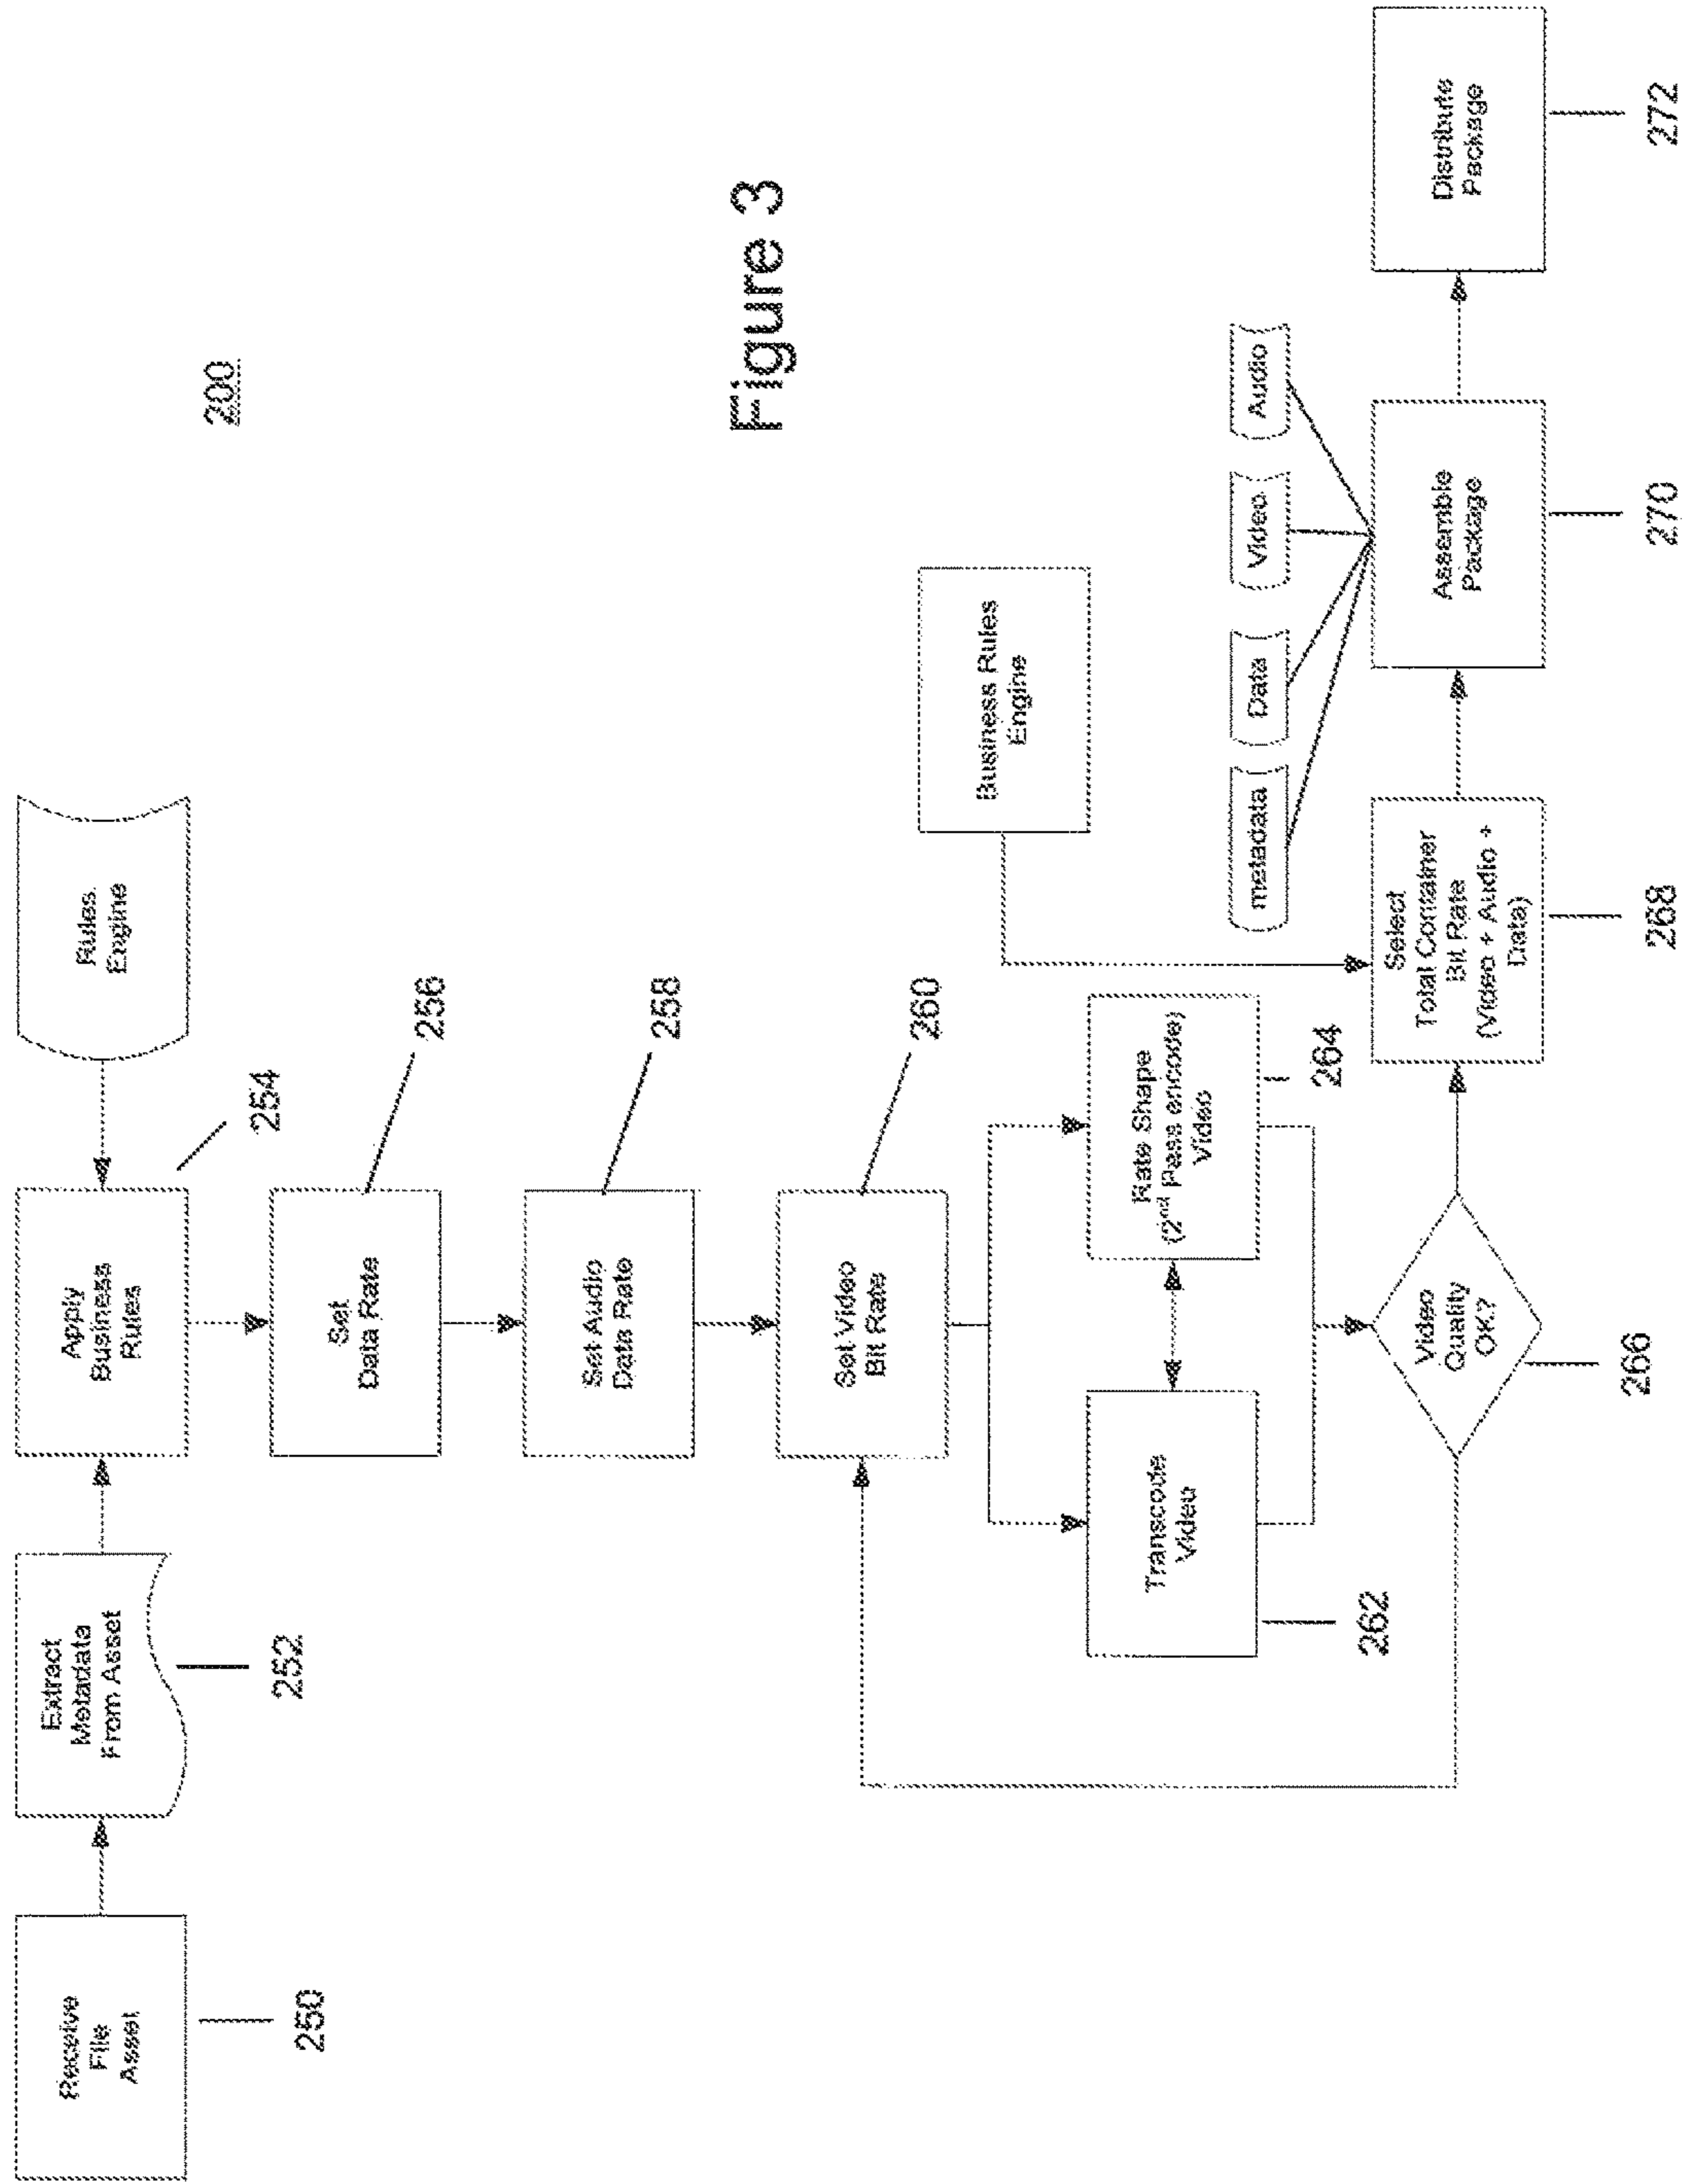 200
Figure 3
Receive
File
Asset
250
Extract
Metadata
From Asset
252
Apply
Business
Rules
254
Rules
Engine
Set
Data Rate
256
Set Audio
Data Rate
258
Set Video
Bit Rate
260
Transcode
Video
262
Rate Shape
(2nd Pass encode)
Video
264
Video
Quality
OK?
266
Business Rules
Engine
Select
Total Container
Bit Rate
(Video + Audio +
Data)
268
metadata
Data
Video
Audio
Assemble
Package
270
Distribute
Package
272